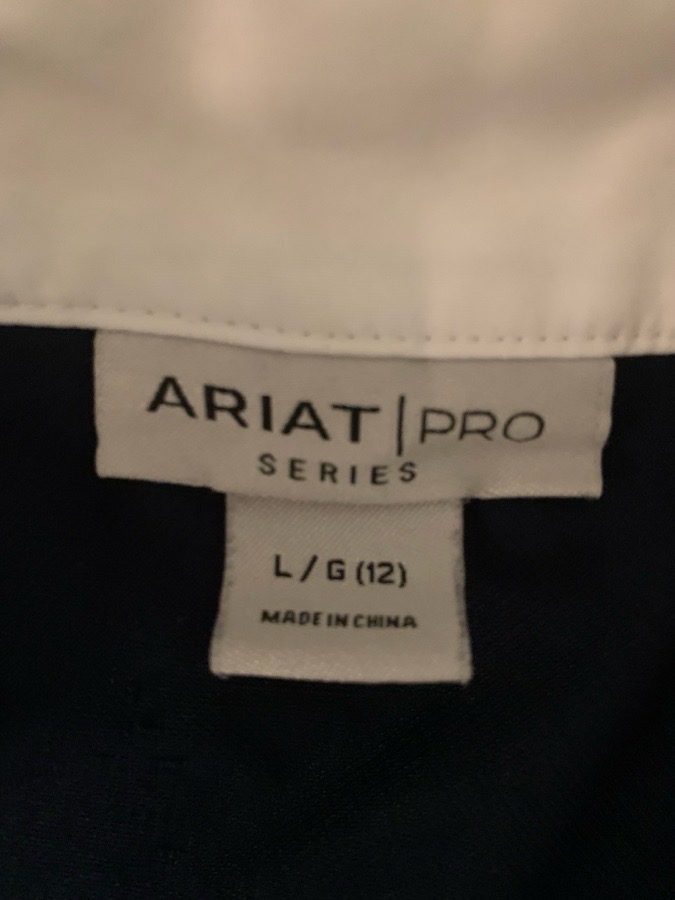 ARIAT | PRO
SERIES
L / G (12)
MADE IN CHINA